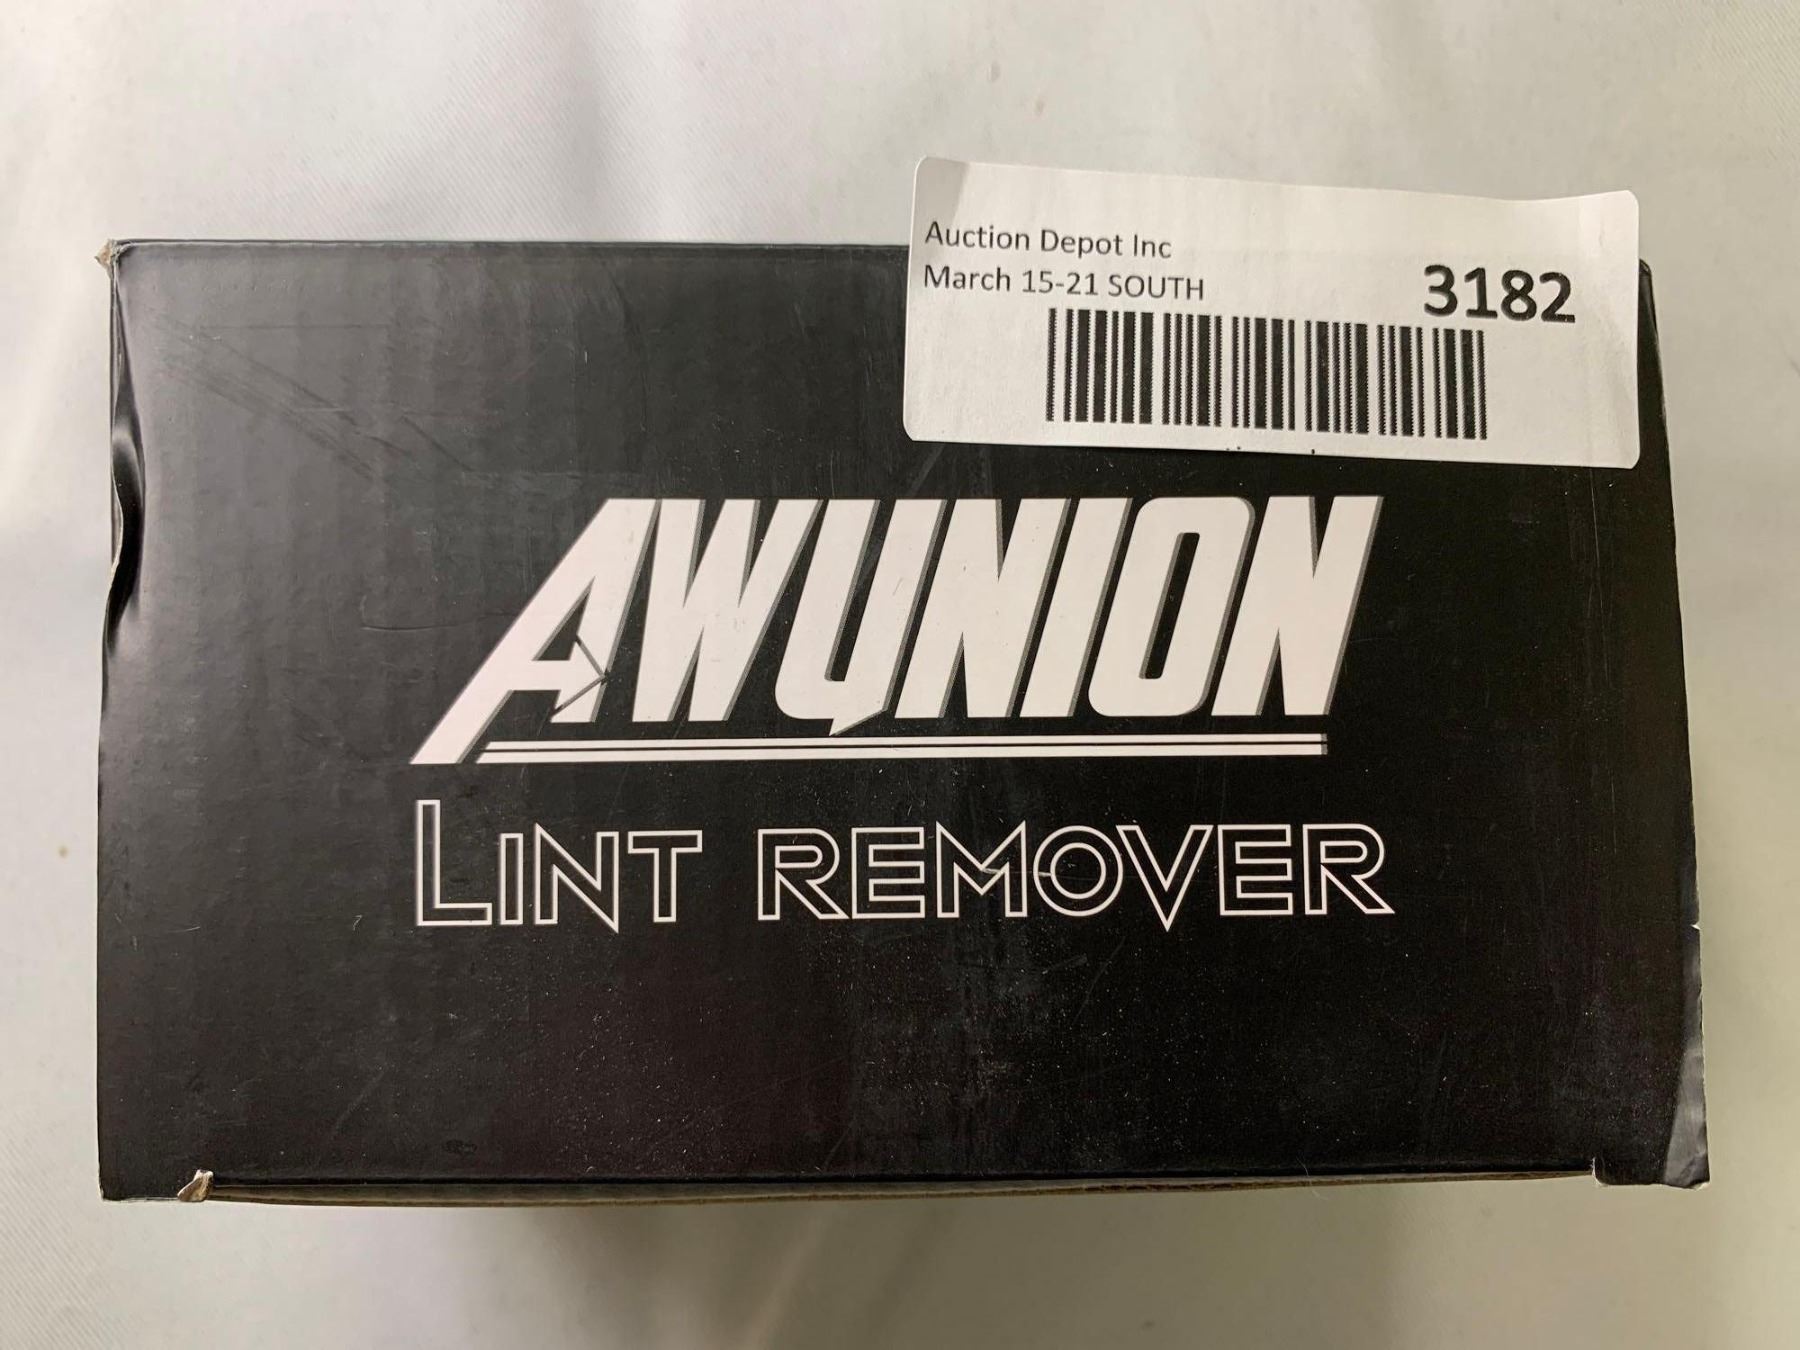 Auction Depot Inc
March 15-21 SOUTH
3182
AWUNION
LINT REMOVER